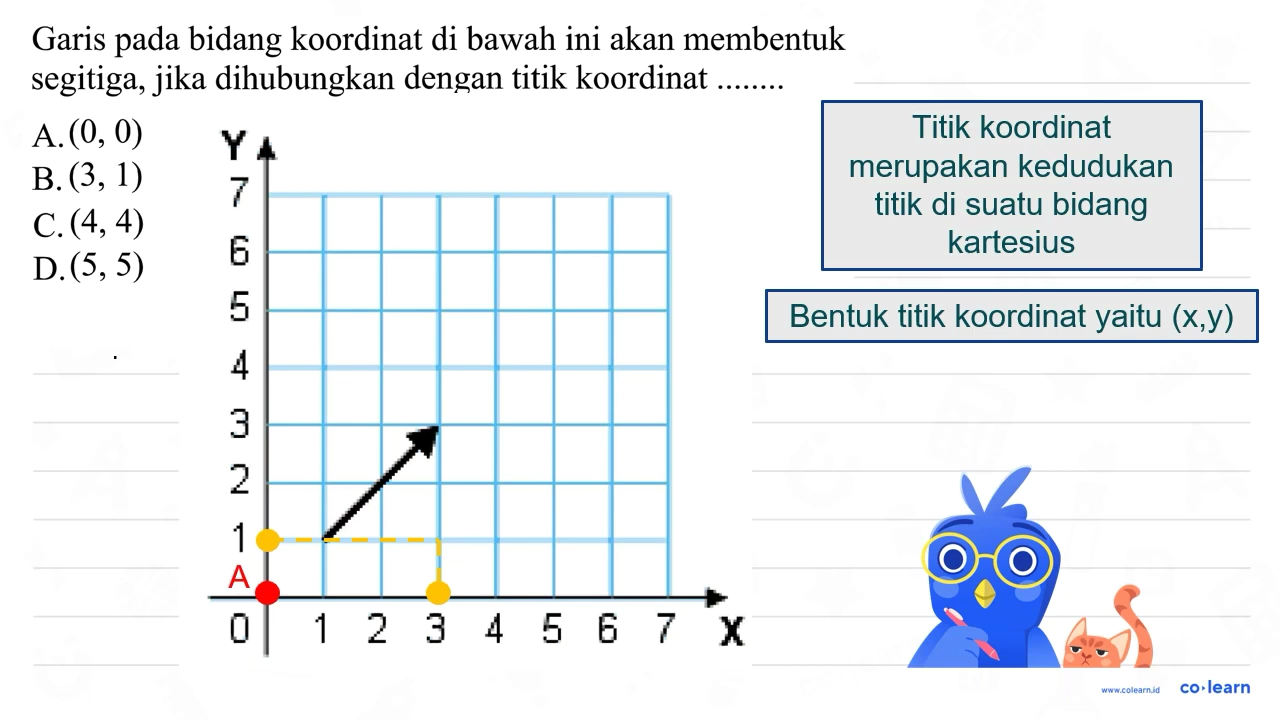 Garis pada bidang koordinat di bawah ini akan membentuk
segitiga, jika dihubungkan dengan titik koordinat ........
A. (0, 0)
B. (3, 1)
C. (4, 4)
D. (5, 5)
Y
7
6
5
4
3
2
1
A
0 1 2 3 4 5 6 7 X
Titik koordinat
merupakan kedudukan
titik di suatu bidang
kartesius
Bentuk titik koordinat yaitu (x,y)
www.colearn.id co·learn